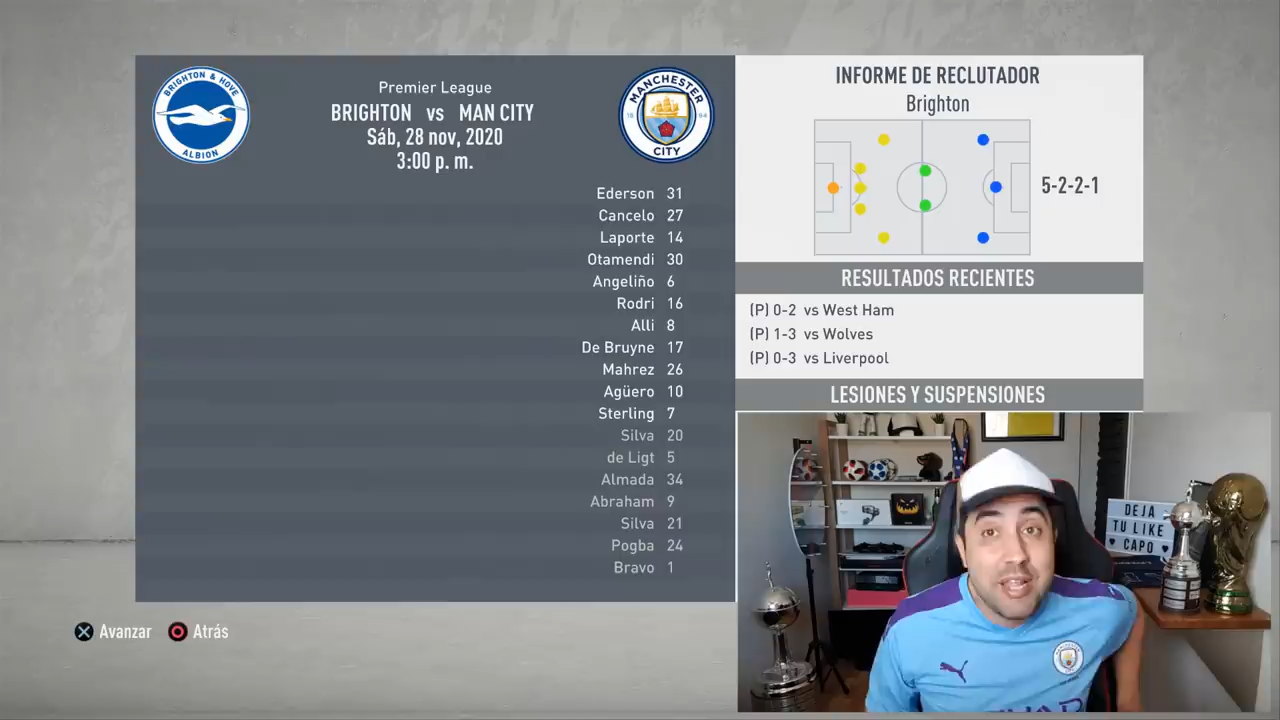 BRIGHTON & HOVE
ALBION
Premier League
BRIGHTON vs MAN CITY
Sáb, 28 nov, 2020
3:00 p. m.
MANCHESTER
18 94
CITY
Ederson 31
Cancelo 27
Laporte 14
Otamendi 30
Angeliño 6
Rodri 16
Alli 8
De Bruyne 17
Mahrez 26
Agüero 10
Sterling 7
Silva 20
de Ligt 5
Almada 34
Abraham 9
Silva 21
Pogba 24
Bravo 1
INFORME DE RECLUTADOR
Brighton
5-2-2-1
RESULTADOS RECIENTES
(P) 0-2 vs West Ham
(P) 1-3 vs Wolves
(P) 0-3 vs Liverpool
LESIONES Y SUSPENSIONES
DEJA
TU LIKE
♥ CAPO ♥
Avanzar
Atrás